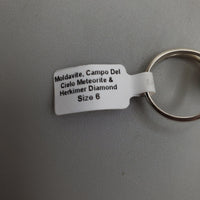 Moldavite, Campo Del
Cielo Meteorite &
Herkimer Diamond
Size 6